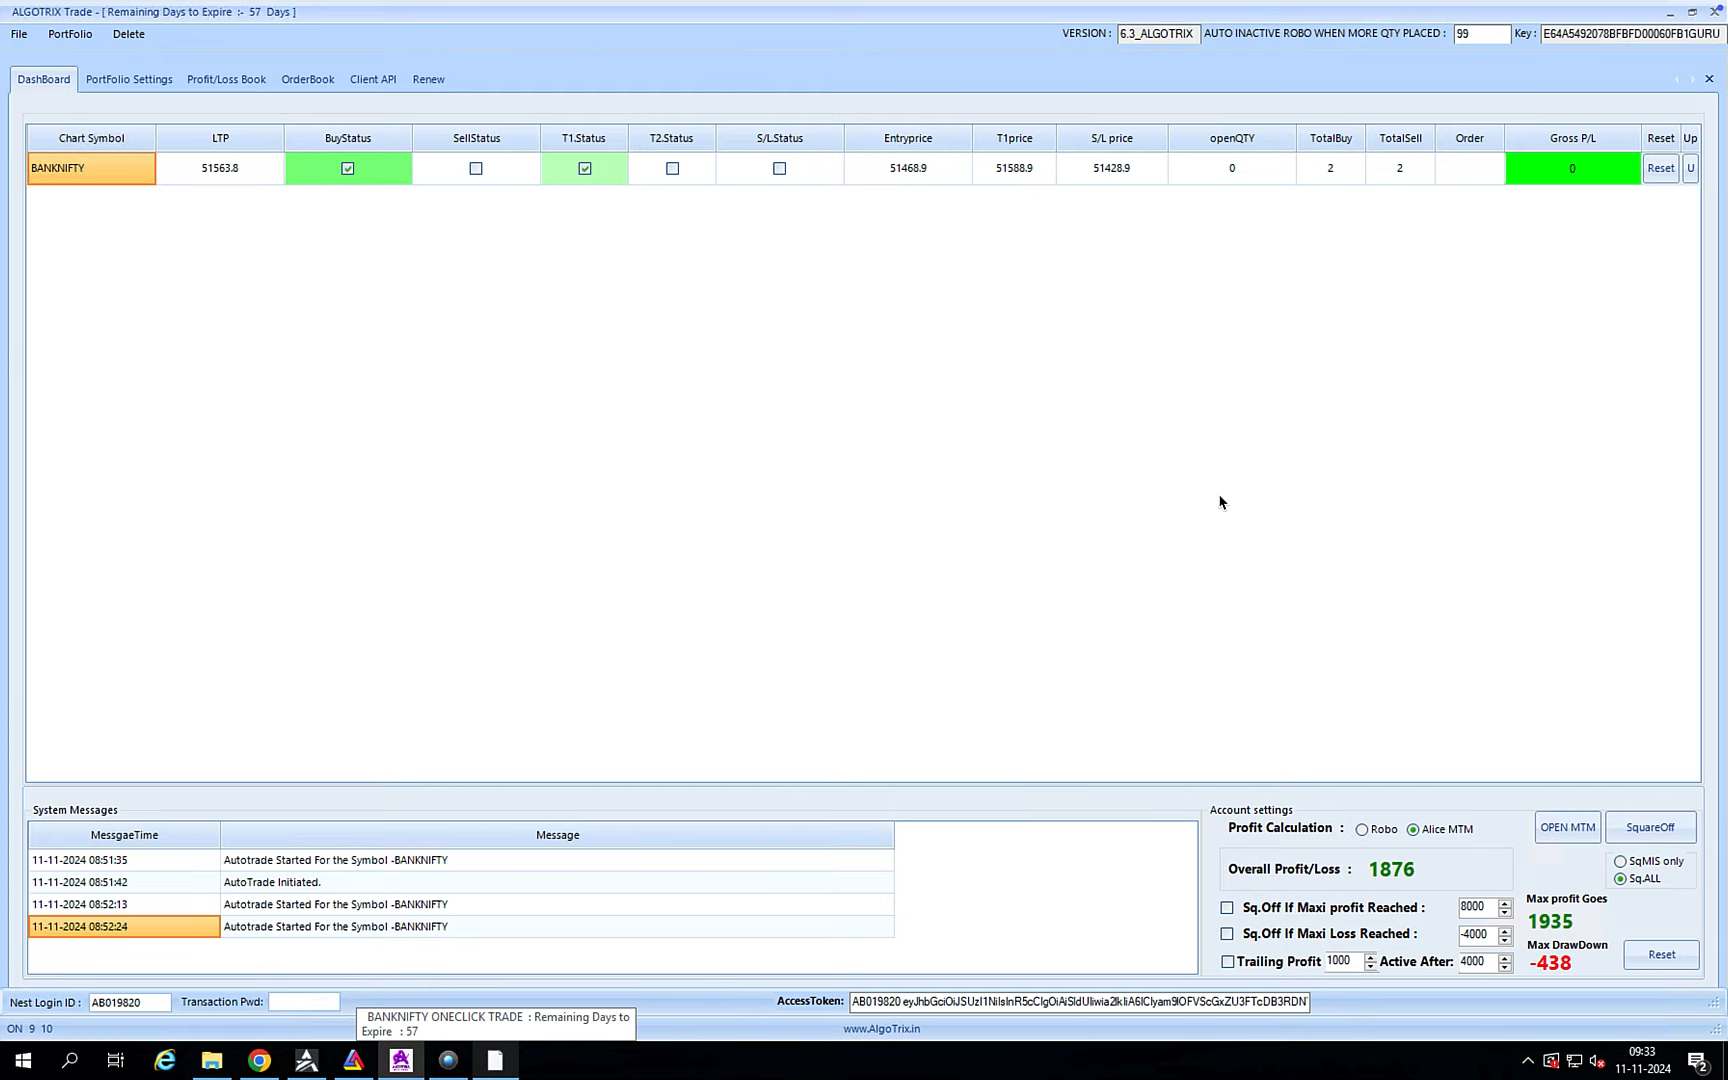 ALGOTRIX Trade - [ Remaining Days to Expire :- 57 Days ]
File PortFolio Delete VERSION : 6.3_ALGOTRIX AUTO INACTIVE ROBO WHEN MORE QTY PLACED : 99 Key : E64A5492078BFBFD00060FB1GURU
DashBoard PortFolio Settings Profit/Loss Book OrderBook Client API Renew
Chart Symbol LTP BuyStatus SellStatus T1.Status T2.Status S/L.Status Entryprice T1price S/L price openQTY TotalBuy TotalSell Order Gross P/L Reset Up
BANKNIFTY 51563.8 51468.9 51588.9 51428.9 0 2 2 0 Reset U
System Messages
MessgaeTime Message
11-11-2024 08:51:35 Autotrade Started For the Symbol -BANKNIFTY
11-11-2024 08:51:42 AutoTrade Initiated.
11-11-2024 08:52:13 Autotrade Started For the Symbol -BANKNIFTY
11-11-2024 08:52:24 Autotrade Started For the Symbol -BANKNIFTY
Account settings
Profit Calculation : Robo Alice MTM OPEN MTM SquareOff
Overall Profit/Loss : 1876
SqMIS only
Sq.ALL
Sq.Off If Maxi profit Reached : 8000
Sq.Off If Maxi Loss Reached : -4000
Trailing Profit 1000 Active After: 4000
Max profit Goes
1935
Max DrawDown
-438
Reset
Nest Login ID : AB019820 Transaction Pwd: AccessToken:
BANKNIFTY ONECLICK TRADE : Remaining Days to
Expire : 57
ON 9 10 www.AlgoTrix.in
09:33
11-11-2024
2